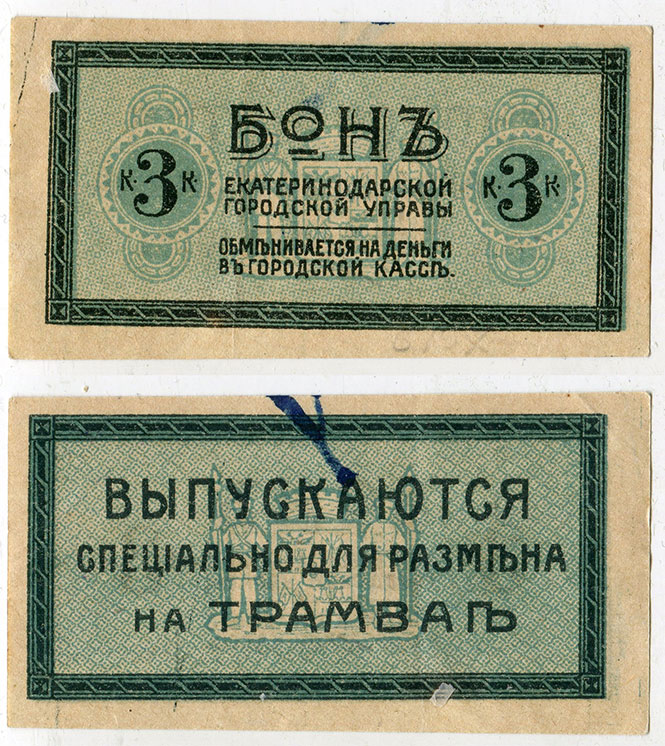 БОНЪ
К. 3 К.
К. 3 К.
ЕКАТЕРИНОДАРСКОЙ
ГОРОДСКОЙ УПРАВЫ
ОБМѢНИВАЕТСЯ НА ДЕНЬГИ
ВЪ ГОРОДСКОЙ КАССѢ.
ВЫПУСКАЮТСЯ
СПЕЦІАЛЬНО ДЛЯ РАЗМѢНА
НА ТРАМВАѢ